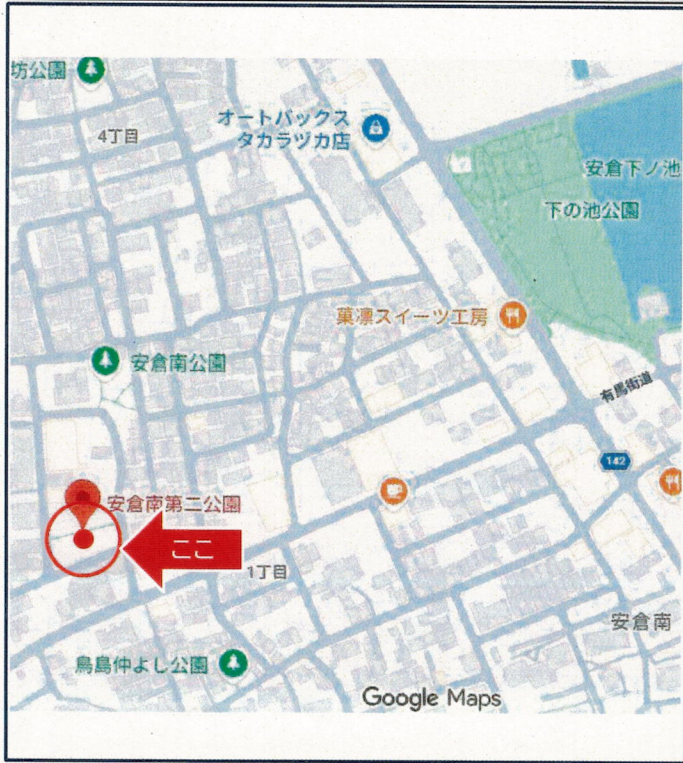 坊公園
4丁目
オートバックス
タカラヅカ店
安倉下ノ池
下の池公園
菓凛スイーツ工房
安倉南公園
有馬街道
142
安倉南第二公園
ここ
1丁目
安倉南
鳥島仲よし公園
Google Maps